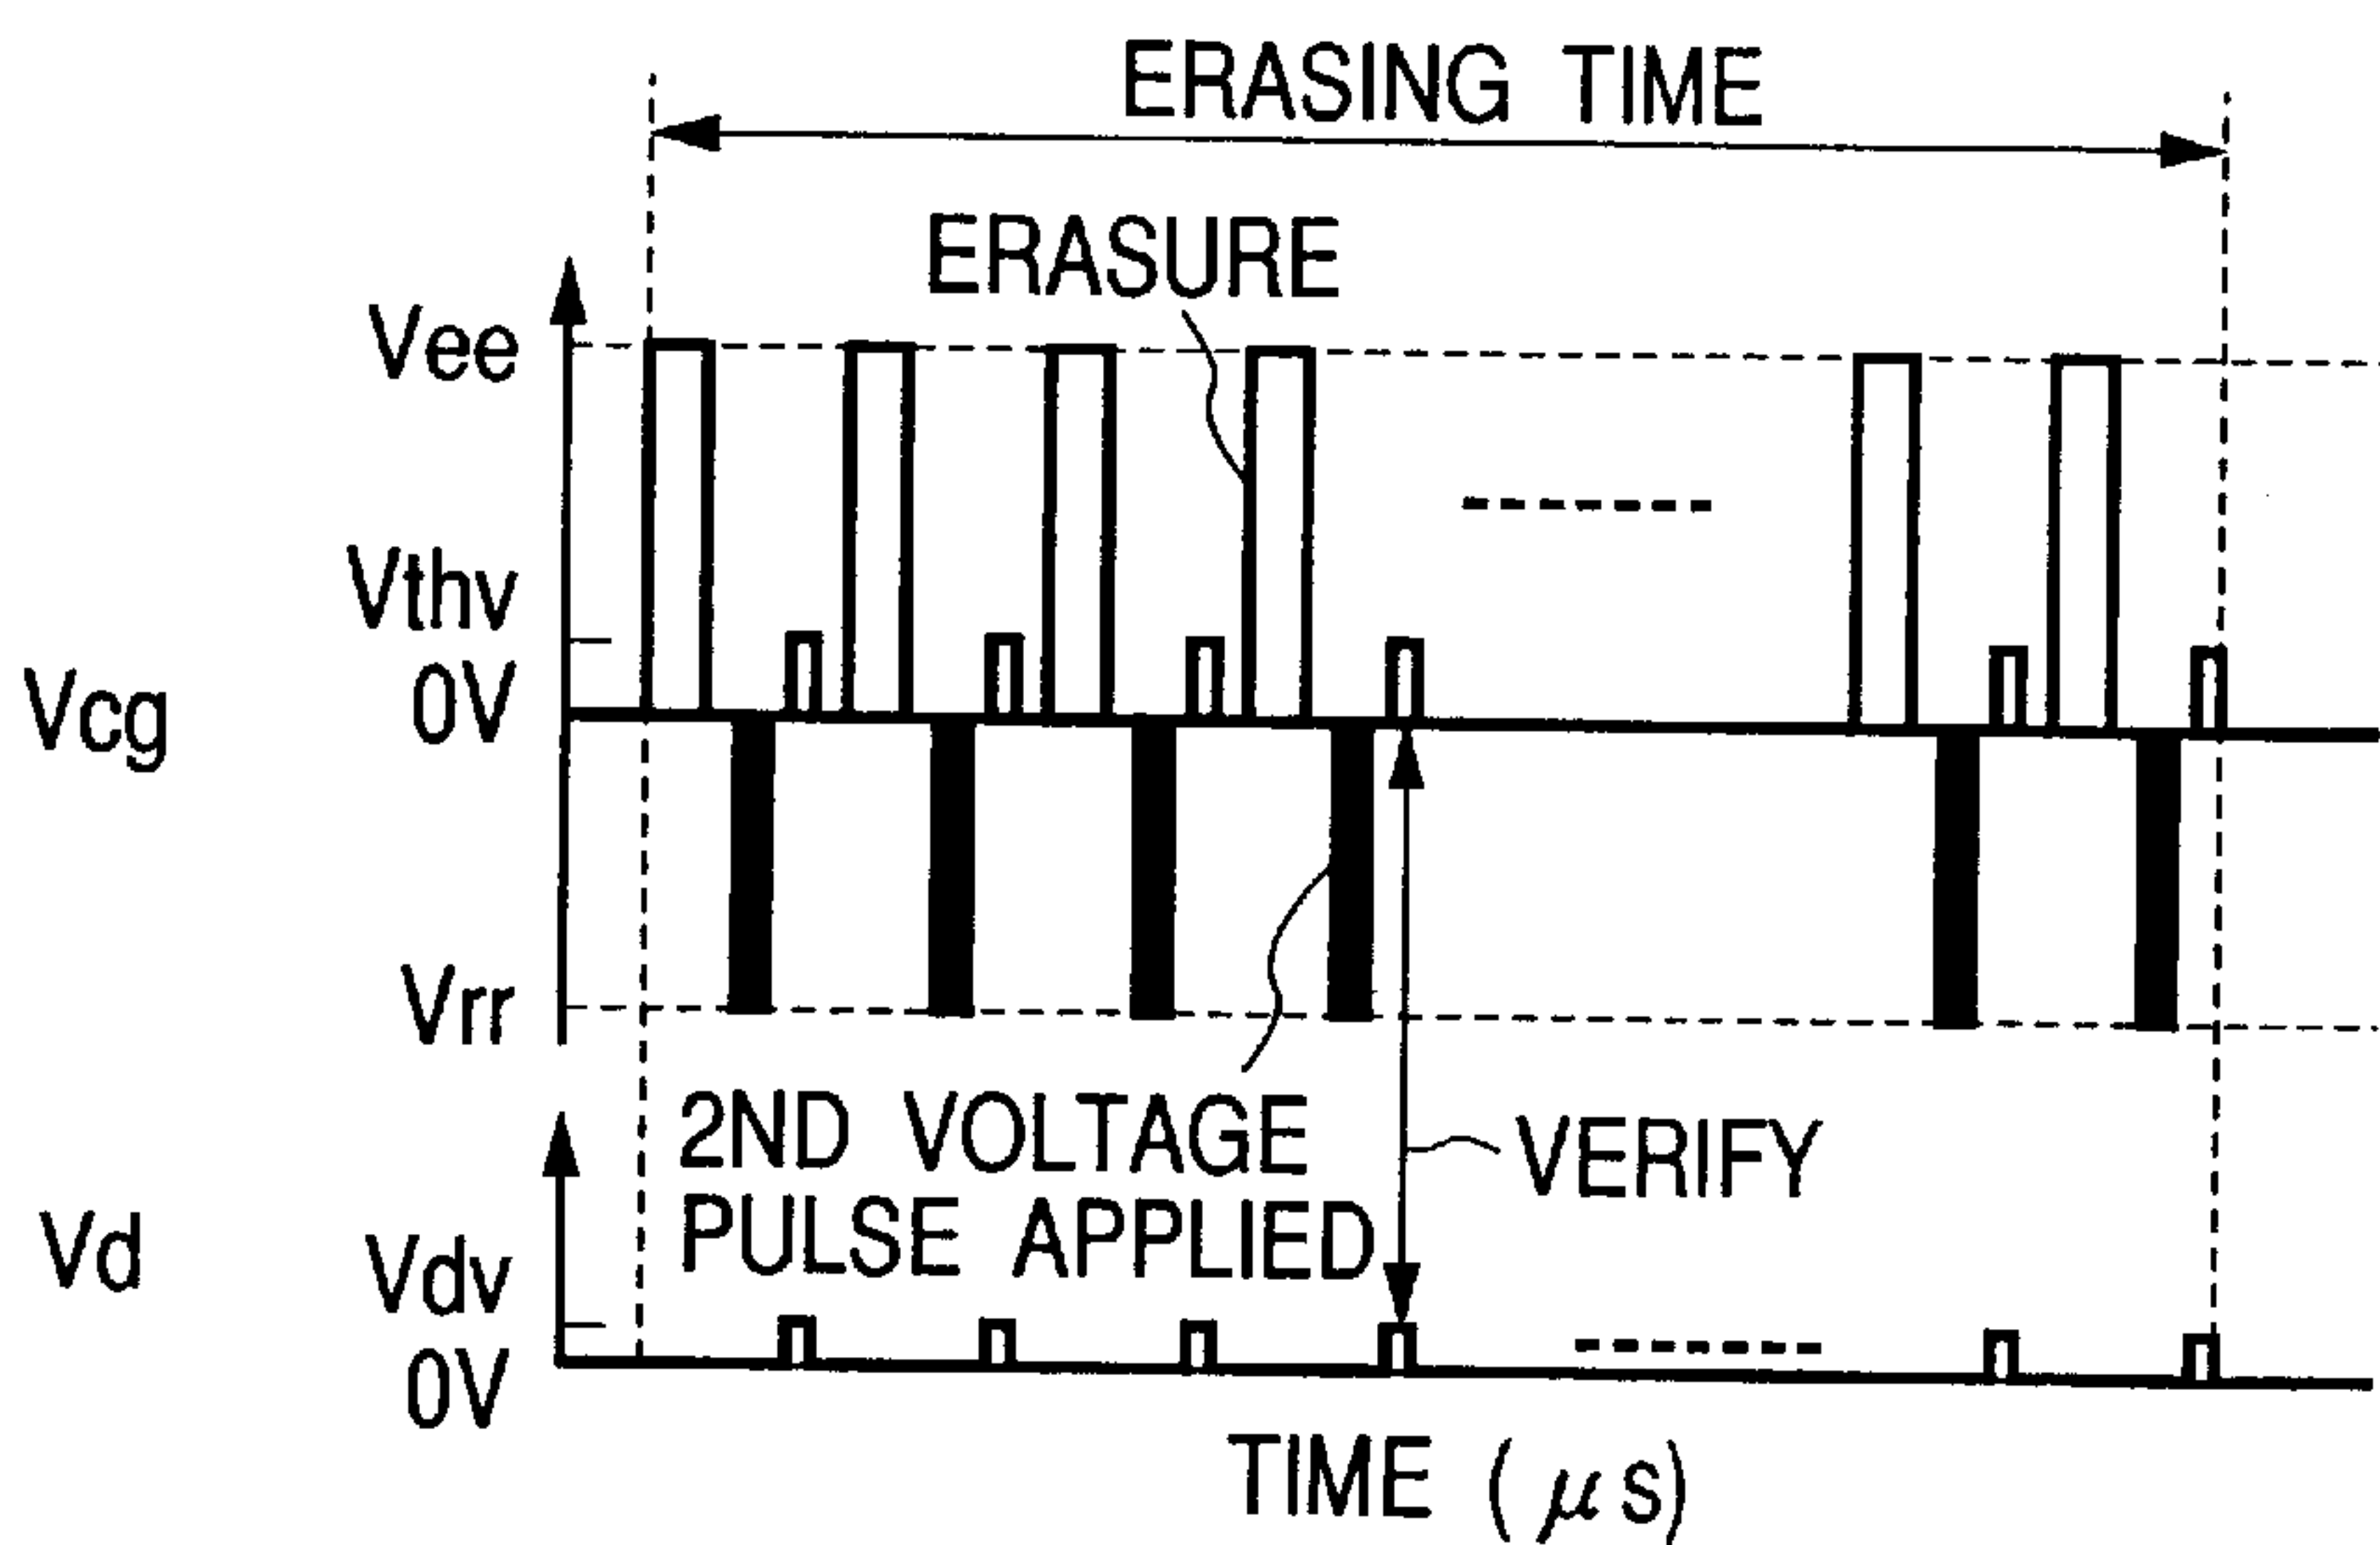 ERASING TIME
ERASURE
Vee
Vthv
0V
Vcg
Vrr
2ND VOLTAGE
PULSE APPLIED
VERIFY
Vd
Vdv
0V
TIME (μs)